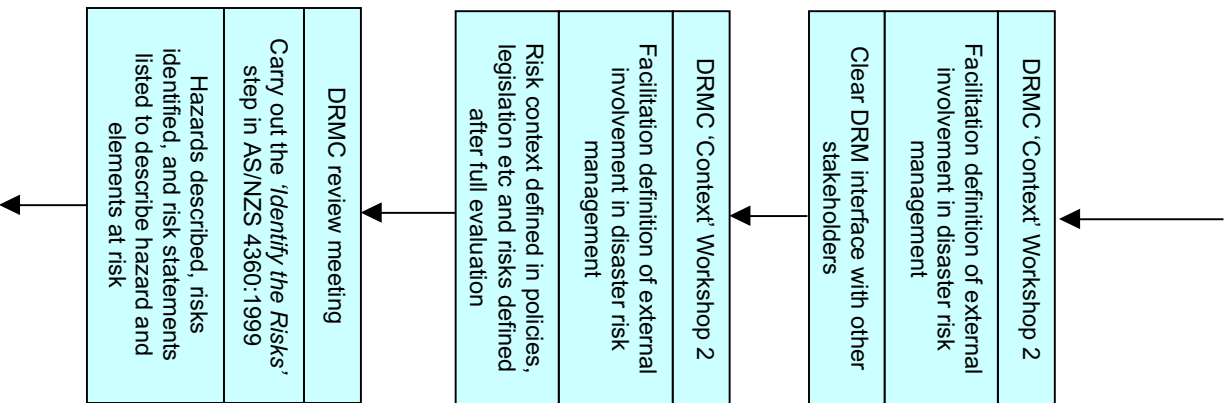 DRMC ‘Context’ Workshop 2
Facilitation definition of external
involvement in disaster risk
management
Clear DRM interface with other
stakeholders
DRMC ‘Context’ Workshop 2
Facilitation definition of external
involvement in disaster risk
management
Risk context defined in policies,
legislation etc and risks defined
after full evaluation
DRMC review meeting
Carry out the ‘Identify the Risks’
step in AS/NZS 4360:1999
Hazards described, risks
identified, and risk statements
listed to describe hazard and
elements at risk